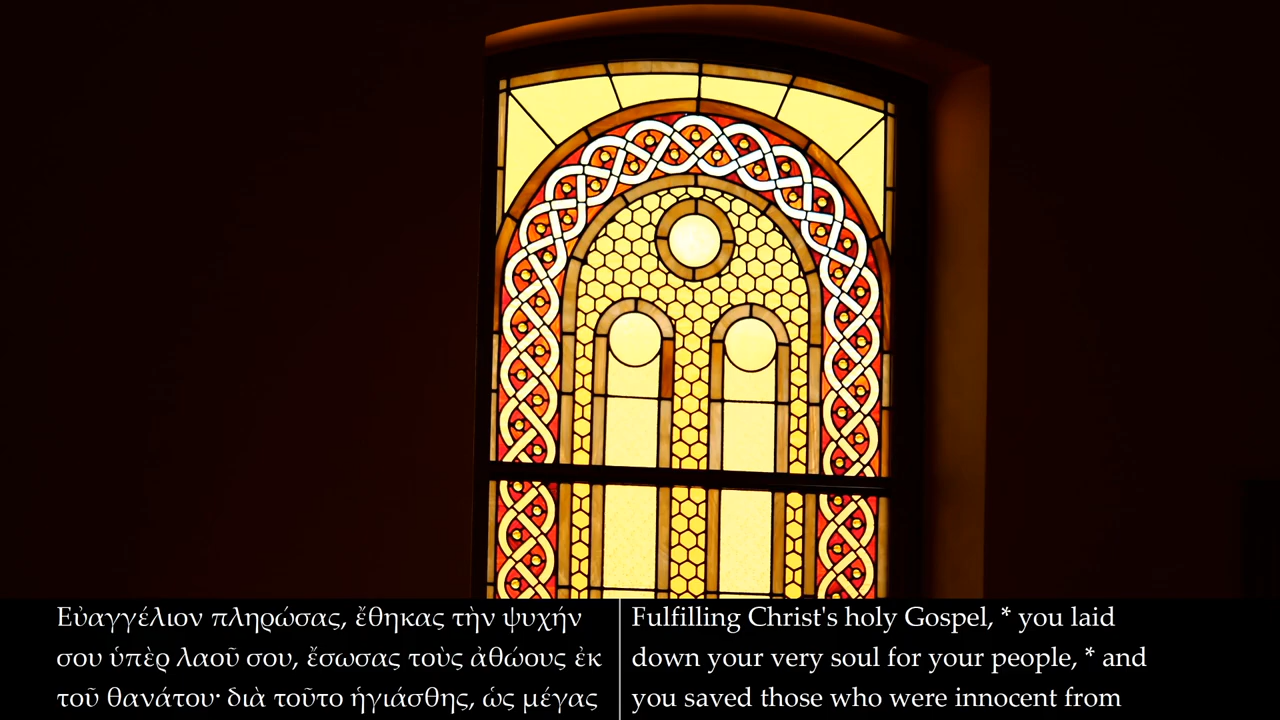 Εὐαγγέλιον πληρώσας, ἔθηκας τὴν ψυχήν
σου ὑπὲρ λαοῦ σου, ἔσωσας τοὺς ἀθώους ἐκ
τοῦ θανάτου· διὰ τοῦτο ἡγιάσθης, ὡς μέγας
Fulfilling Christ's holy Gospel, * you laid
down your very soul for your people, * and
you saved those who were innocent from